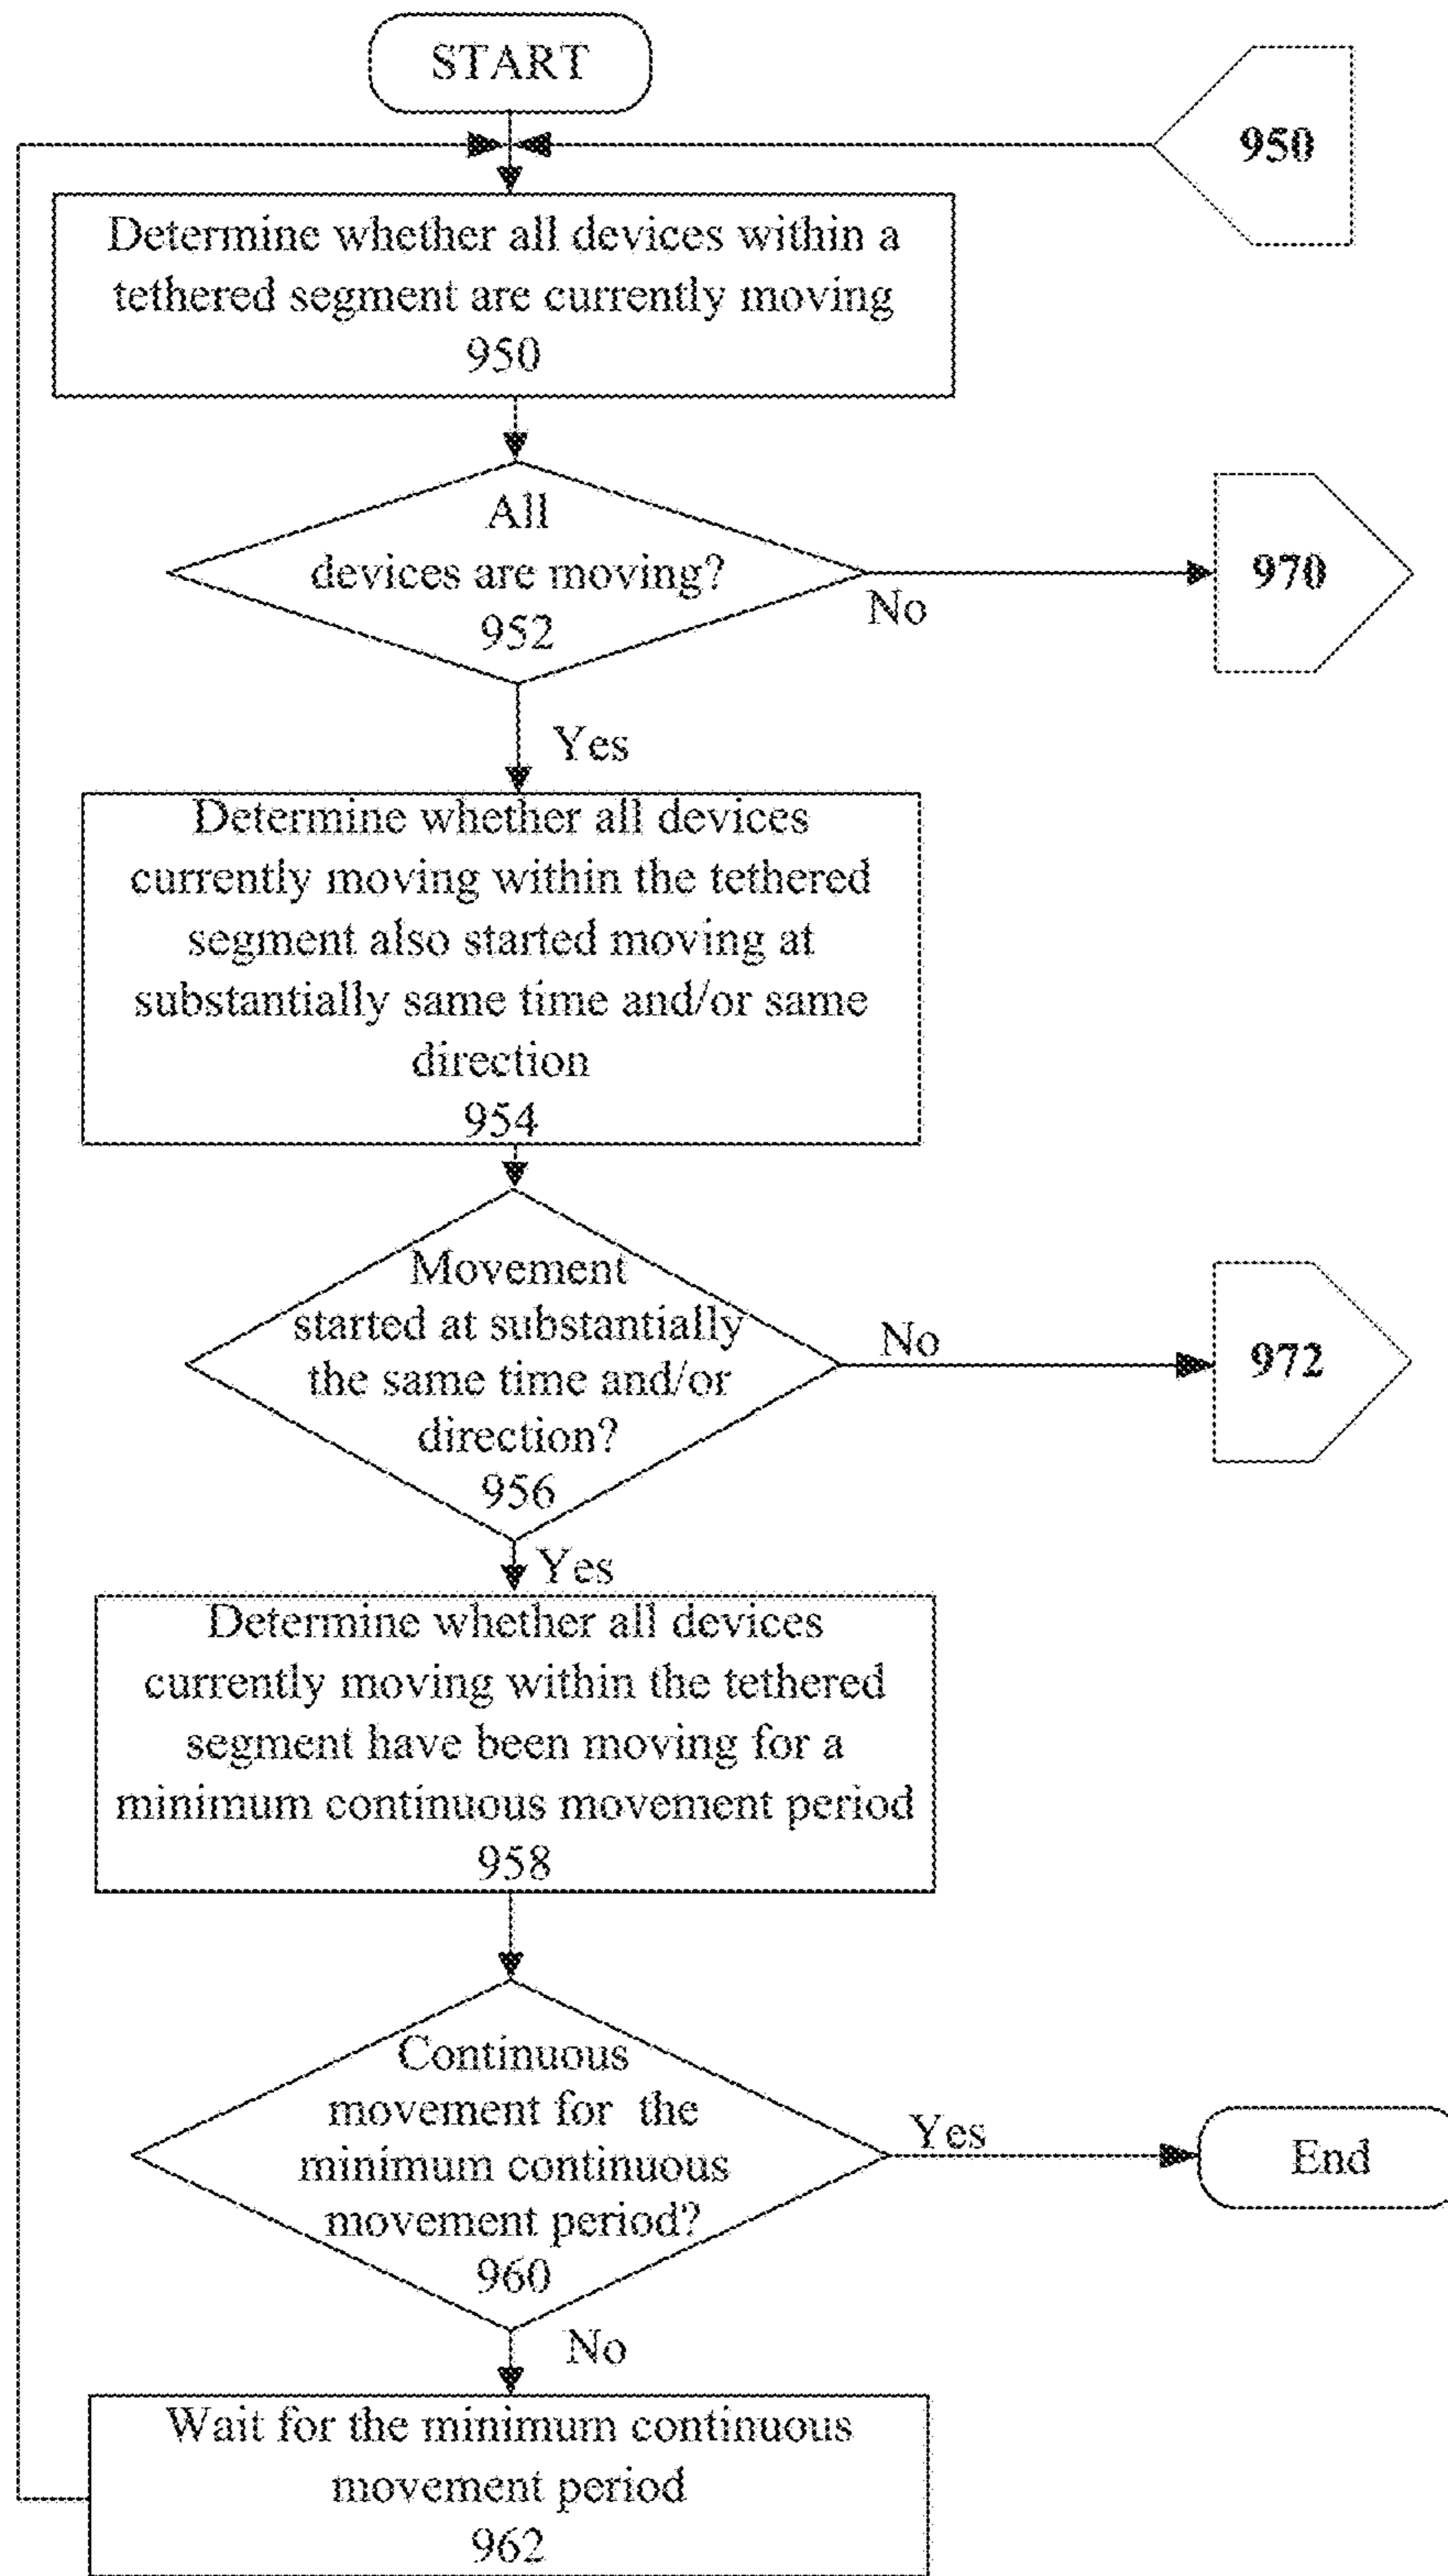 START
950
Determine whether all devices within a
tethered segment are currently moving
950
All
devices are moving?
952
No
970
Yes
Determine whether all devices
currently moving within the tethered
segment also started moving at
substantially same time and/or same
direction
954
Movement
started at substantially
the same time and/or
direction?
956
No
972
Yes
Determine whether all devices
currently moving within the tethered
segment have been moving for a
minimum continuous movement period
958
Continuous
movement for the
minimum continuous
movement period?
960
Yes
End
No
Wait for the minimum continuous
movement period
962